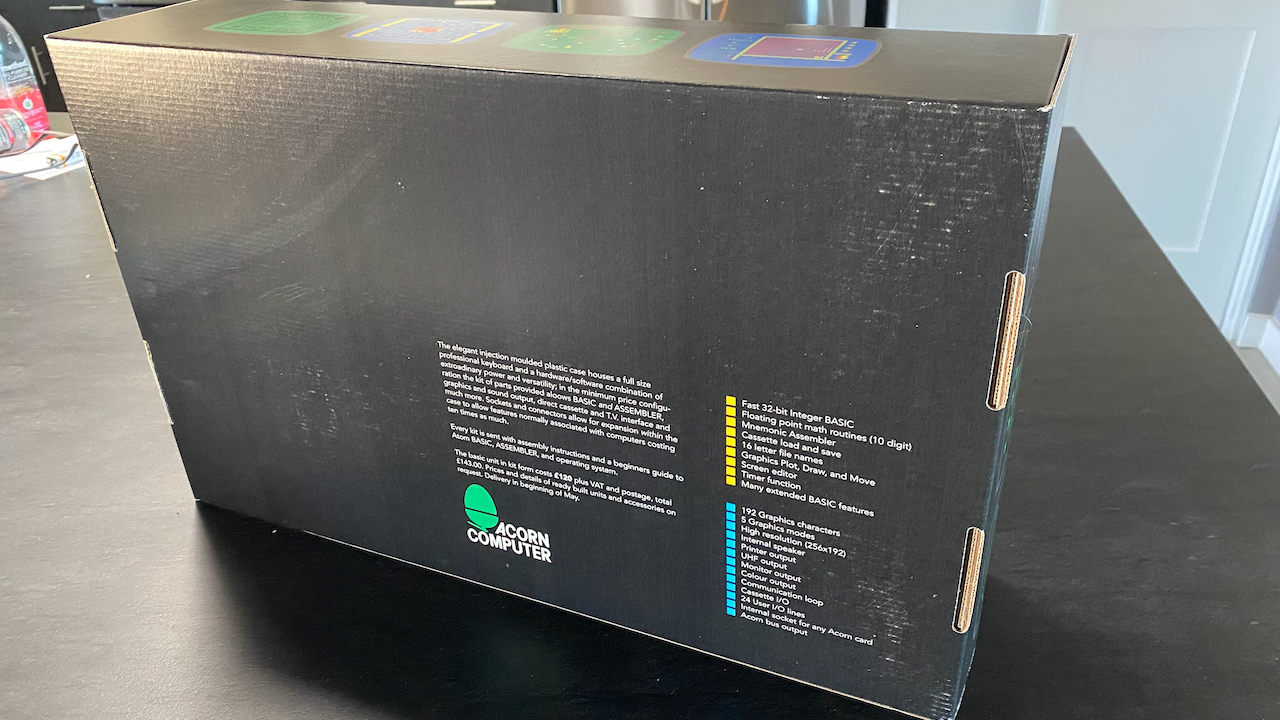 The elegant injection moulded plastic case houses a full size
professional keyboard and a hardware/software combination of
extroadinary power and versatility; in the minimum price configu-
ration the kit of parts provided aloows BASIC and ASSEMBLER,
graphics and sound output, direct cassette and T.V. interface and
much more. Sockets and connectors allow for expansion within the
case to allow features normally associated with computers costing
ten times as much.
Every kit is sent with assembly instructions and a beginners guide to
Atom BASIC, ASSEMBLER, and operating system.
The basic unit in kit form costs £120 plus VAT and postage, total
£143.00. Prices and details of ready built units and accessories on
request. Delivery in beginning of May.
ACORN
COMPUTER
Fast 32-bit Integer BASIC
Floating point math routines (10 digit)
Mnemonic Assembler
Cassette load and save
16 letter file names
Graphics Plot, Draw, and Move
Screen editor
Timer function
Many extended BASIC features
192 Graphics characters
5 Graphics modes
High resolution (256x192)
Internal speaker
Printer output
UHF output
Monitor output
Colour output
Communication loop
Cassette I/O
24 User I/O lines
Internal socket for any Acorn card
Acorn bus output